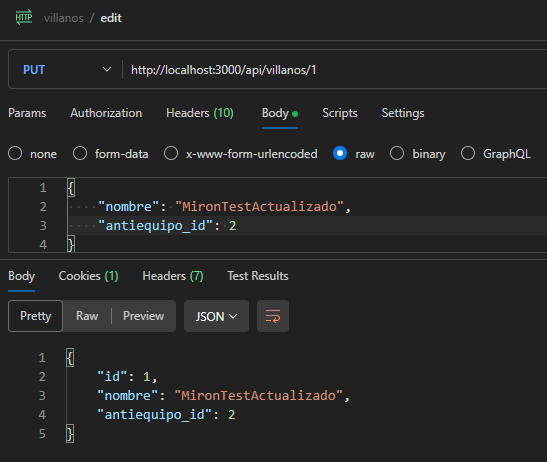 HTTP villanos / edit
PUT http://localhost:3000/api/villanos/1
Params Authorization Headers (10) Body Scripts Settings
none form-data x-www-form-urlencoded raw binary GraphQL
1 {
2 "nombre": "MironTestActualizado",
3 "antiequipo_id": 2
4 }
Body Cookies (1) Headers (7) Test Results
Pretty Raw Preview JSON
1 {
2 "id": 1,
3 "nombre": "MironTestActualizado",
4 "antiequipo_id": 2
5 }